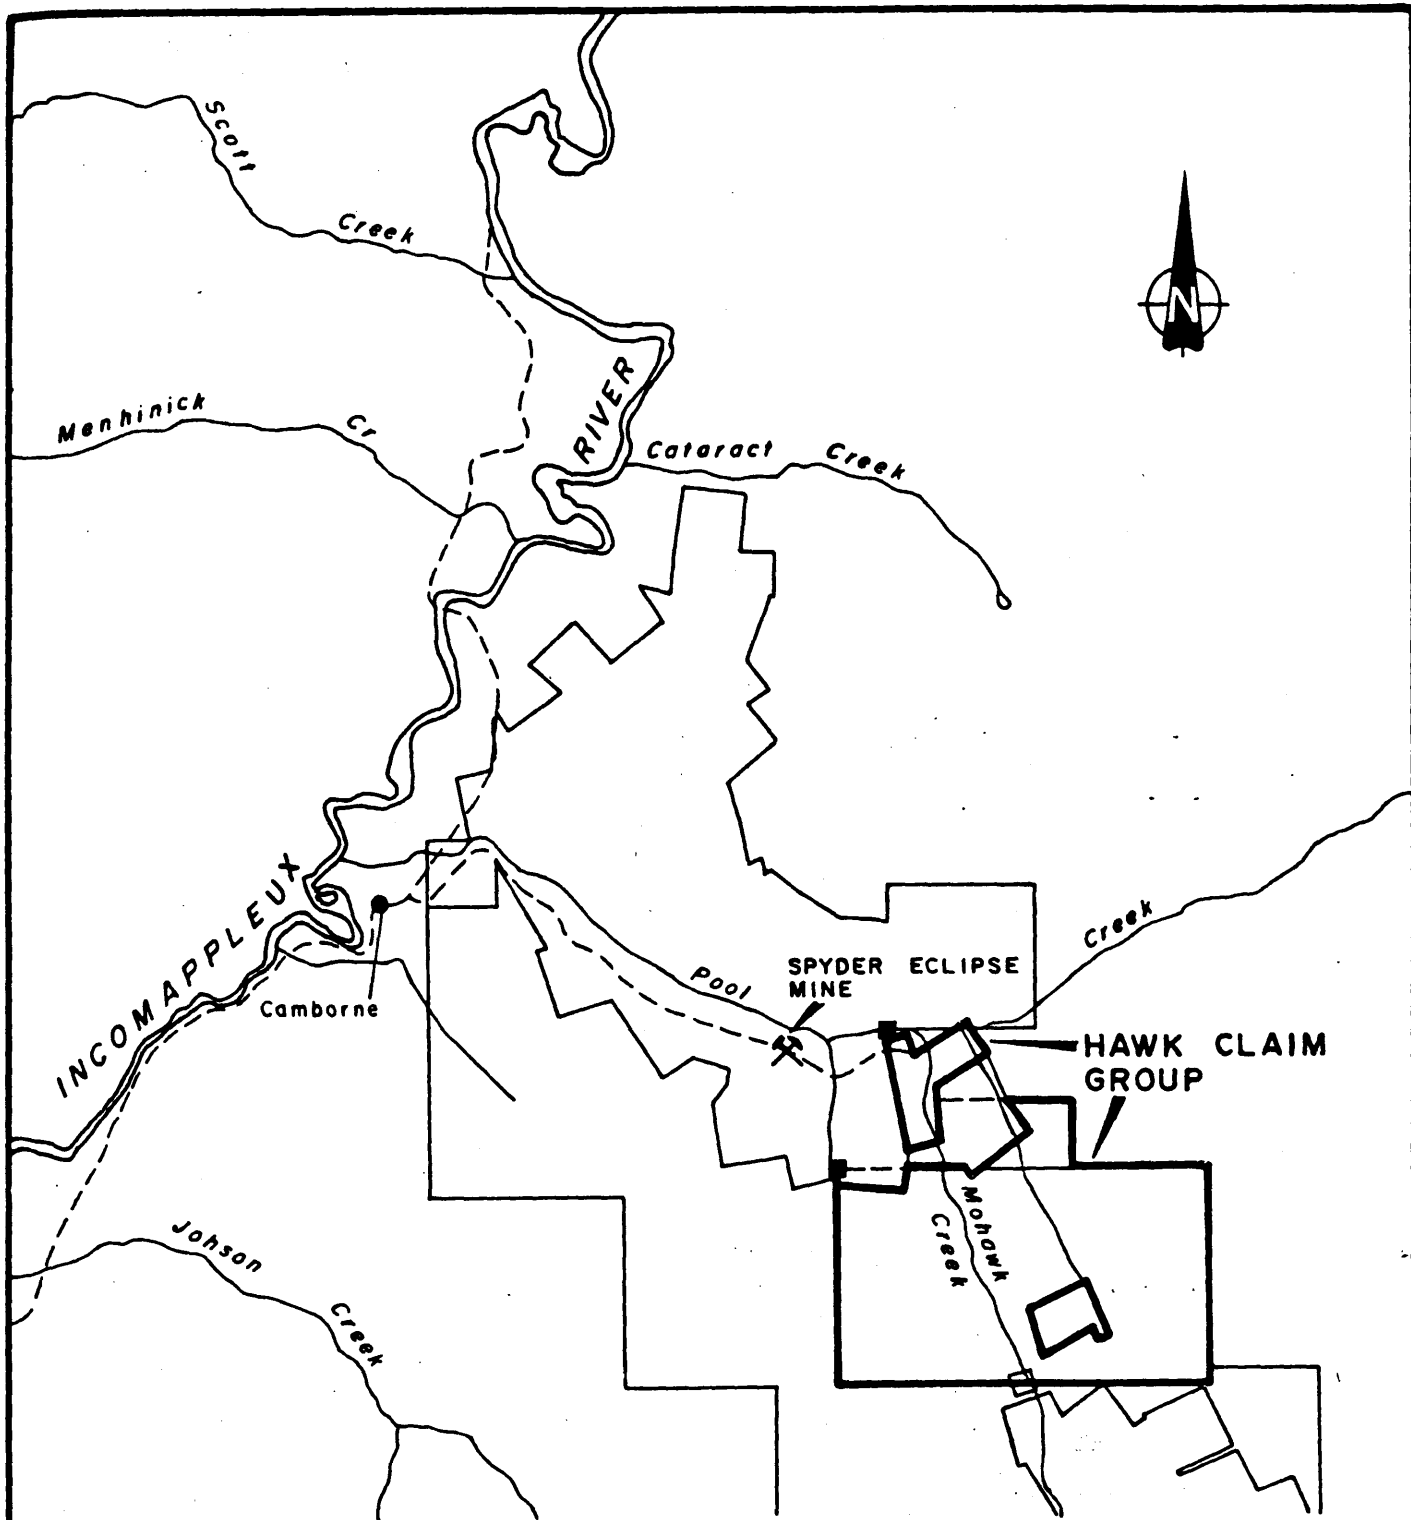 Scott
Creek
N
RIVER
Menhinick
Cr
Cataract Creek
INCOMAPPLEUX
Camborne
Pool
SPYDER ECLIPSE
MINE
Creek
HAWK CLAIM
GROUP
Mohawk
Creek
Johson
Creek